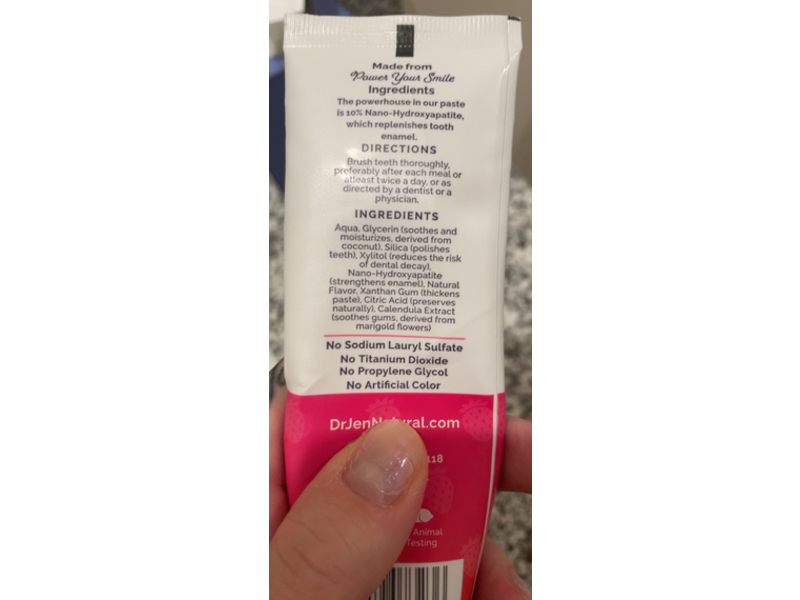 Made from
Power Your Smile
Ingredients
The powerhouse in our paste
is 10% Nano-Hydroxyapatite,
which replenishes tooth
enamel.
DIRECTIONS
Brush teeth thoroughly,
preferably after each meal or
atleast twice a day, or as
directed by a dentist or a
physician.
INGREDIENTS
Aqua, Glycerin (soothes and
moisturizes, derived from
coconut), Silica (polishes
teeth), Xylitol (reduces the risk
of dental decay),
Nano-Hydroxyapatite
(strengthens enamel), Natural
Flavor, Xanthan Gum (thickens
paste), Citric Acid (preserves
naturally), Calendula Extract
(soothes gums, derived from
marigold flowers)
No Sodium Lauryl Sulfate
No Titanium Dioxide
No Propylene Glycol
No Artificial Color
DrJenNatural.com
118
Animal
Testing